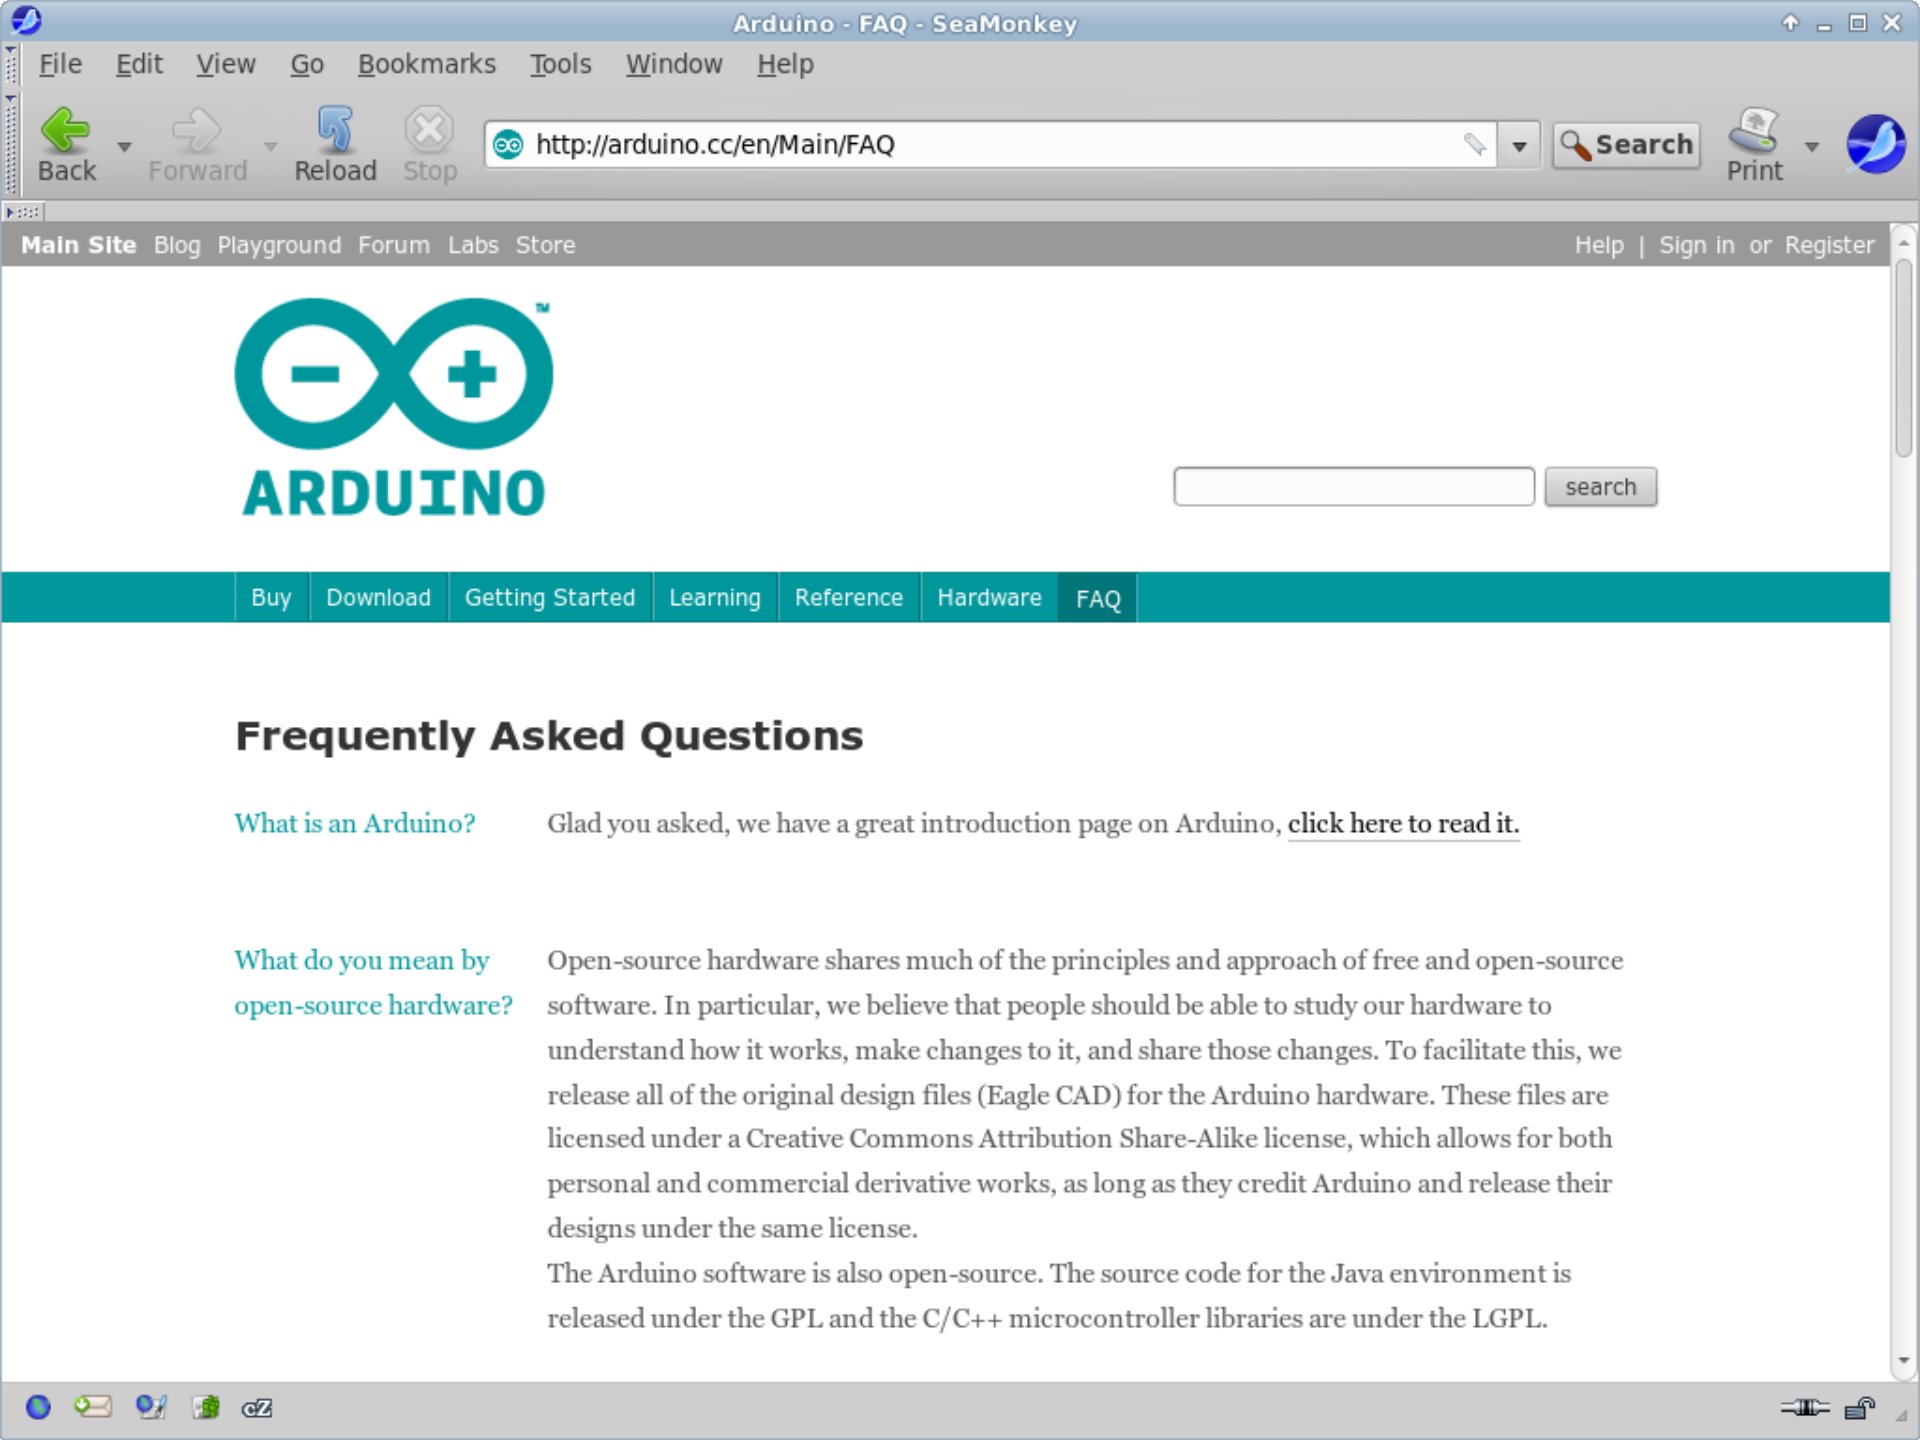 Arduino - FAQ - SeaMonkey
File Edit View Go Bookmarks Tools Window Help
Back Forward Reload Stop http://arduino.cc/en/Main/FAQ Search Print
Main Site Blog Playground Forum Labs Store Help | Sign in or Register
TM
ARDUINO
search
Buy Download Getting Started Learning Reference Hardware FAQ
Frequently Asked Questions
What is an Arduino? Glad you asked, we have a great introduction page on Arduino, click here to read it.
What do you mean by
open-source hardware?
Open-source hardware shares much of the principles and approach of free and open-source
software. In particular, we believe that people should be able to study our hardware to
understand how it works, make changes to it, and share those changes. To facilitate this, we
release all of the original design files (Eagle CAD) for the Arduino hardware. These files are
licensed under a Creative Commons Attribution Share-Alike license, which allows for both
personal and commercial derivative works, as long as they credit Arduino and release their
designs under the same license.
The Arduino software is also open-source. The source code for the Java environment is
released under the GPL and the C/C++ microcontroller libraries are under the LGPL.
cZ